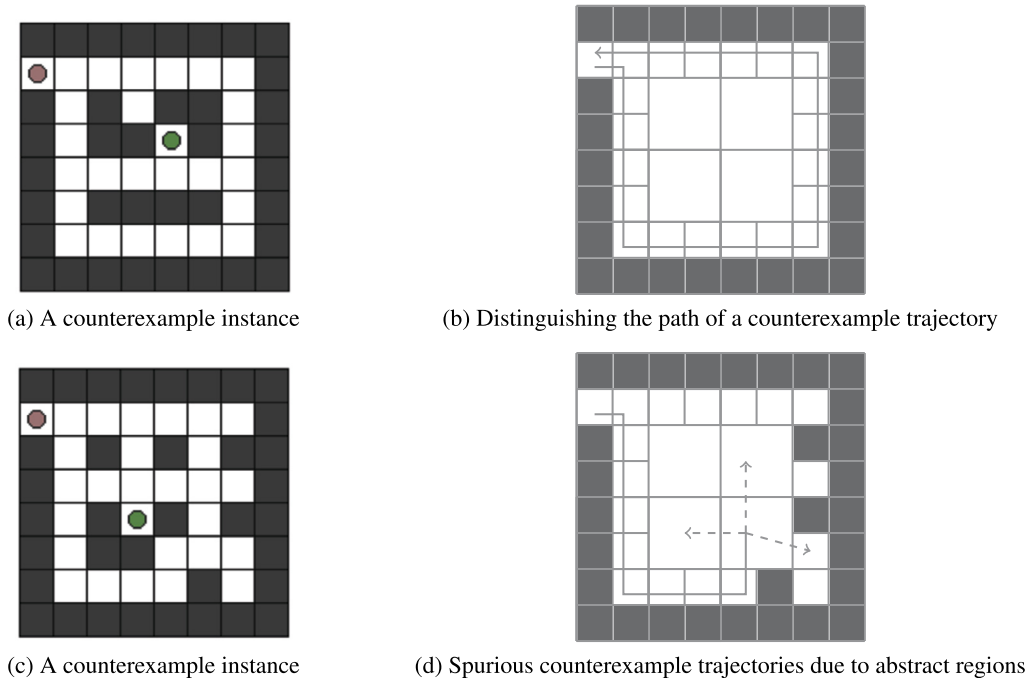 (a) A counterexample instance
(b) Distinguishing the path of a counterexample trajectory
(c) A counterexample instance
(d) Spurious counterexample trajectories due to abstract regions